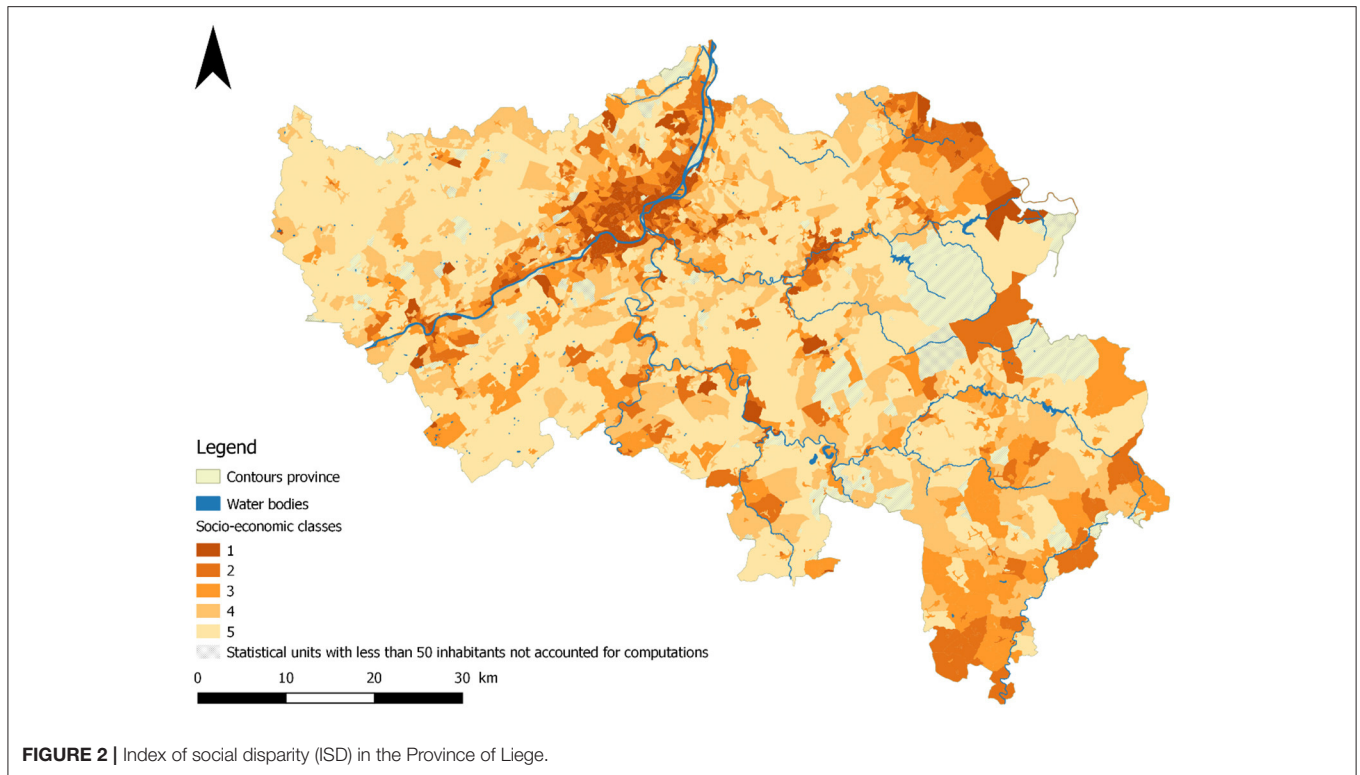 Legend
Contours province
Water bodies
Socio-economic classes
1
2
3
4
5
Statistical units with less than 50 inhabitants not accounted for computations
0 10 20 30 km
FIGURE 2 | Index of social disparity (ISD) in the Province of Liege.